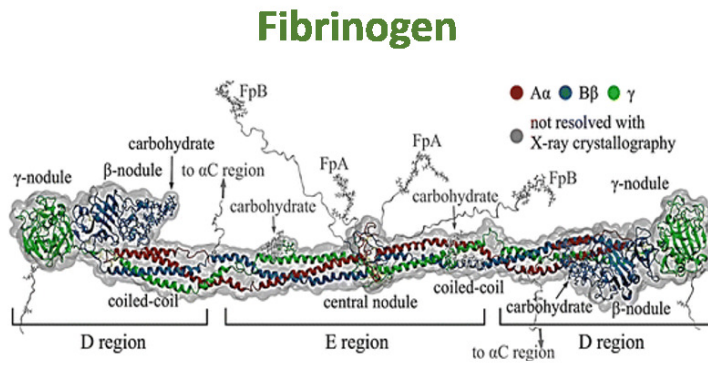 Fibrinogen
FpB
Aα Bβ γ
not resolved with
X-ray crystallography
carbohydrate
β-nodule
γ-nodule
to αC region
FpA
FpA
carbohydrate
carbohydrate
FpB
γ-nodule
coiled-coil
central nodule
coiled-coil
carbohydrate
β-nodule
D region
E region
D region
to αC region